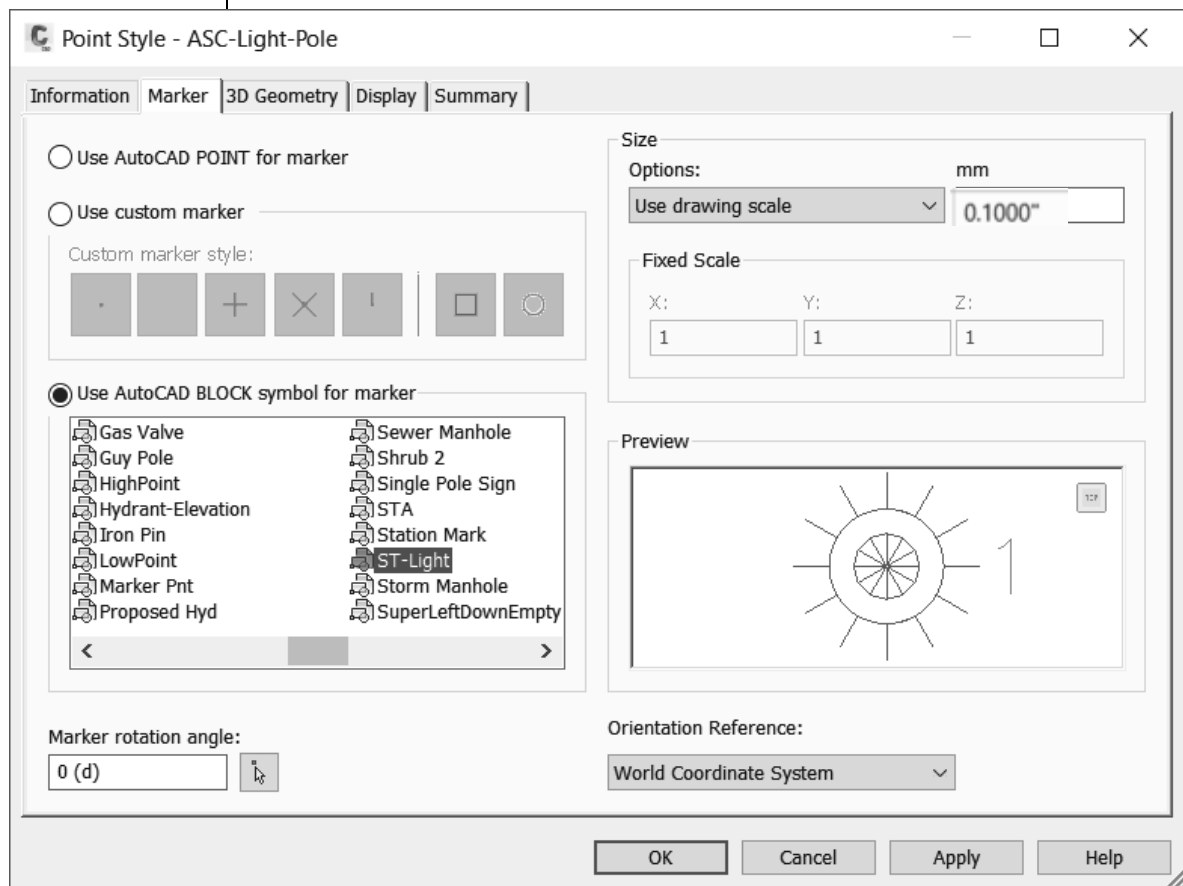 Point Style - ASC-Light-Pole
Information Marker 3D Geometry Display Summary
Use AutoCAD POINT for marker
Use custom marker
Custom marker style:
Use AutoCAD BLOCK symbol for marker
Gas Valve
Guy Pole
HighPoint
Hydrant-Elevation
Iron Pin
LowPoint
Marker Pnt
Proposed Hyd
Sewer Manhole
Shrub 2
Single Pole Sign
STA
Station Mark
ST-Light
Storm Manhole
SuperLeftDownEmpty
Marker rotation angle:
0 (d)
Size
Options: mm
Use drawing scale 0.1000"
Fixed Scale
X: Y: Z:
1 1 1
Preview
TOP
1
Orientation Reference:
World Coordinate System
OK Cancel Apply Help